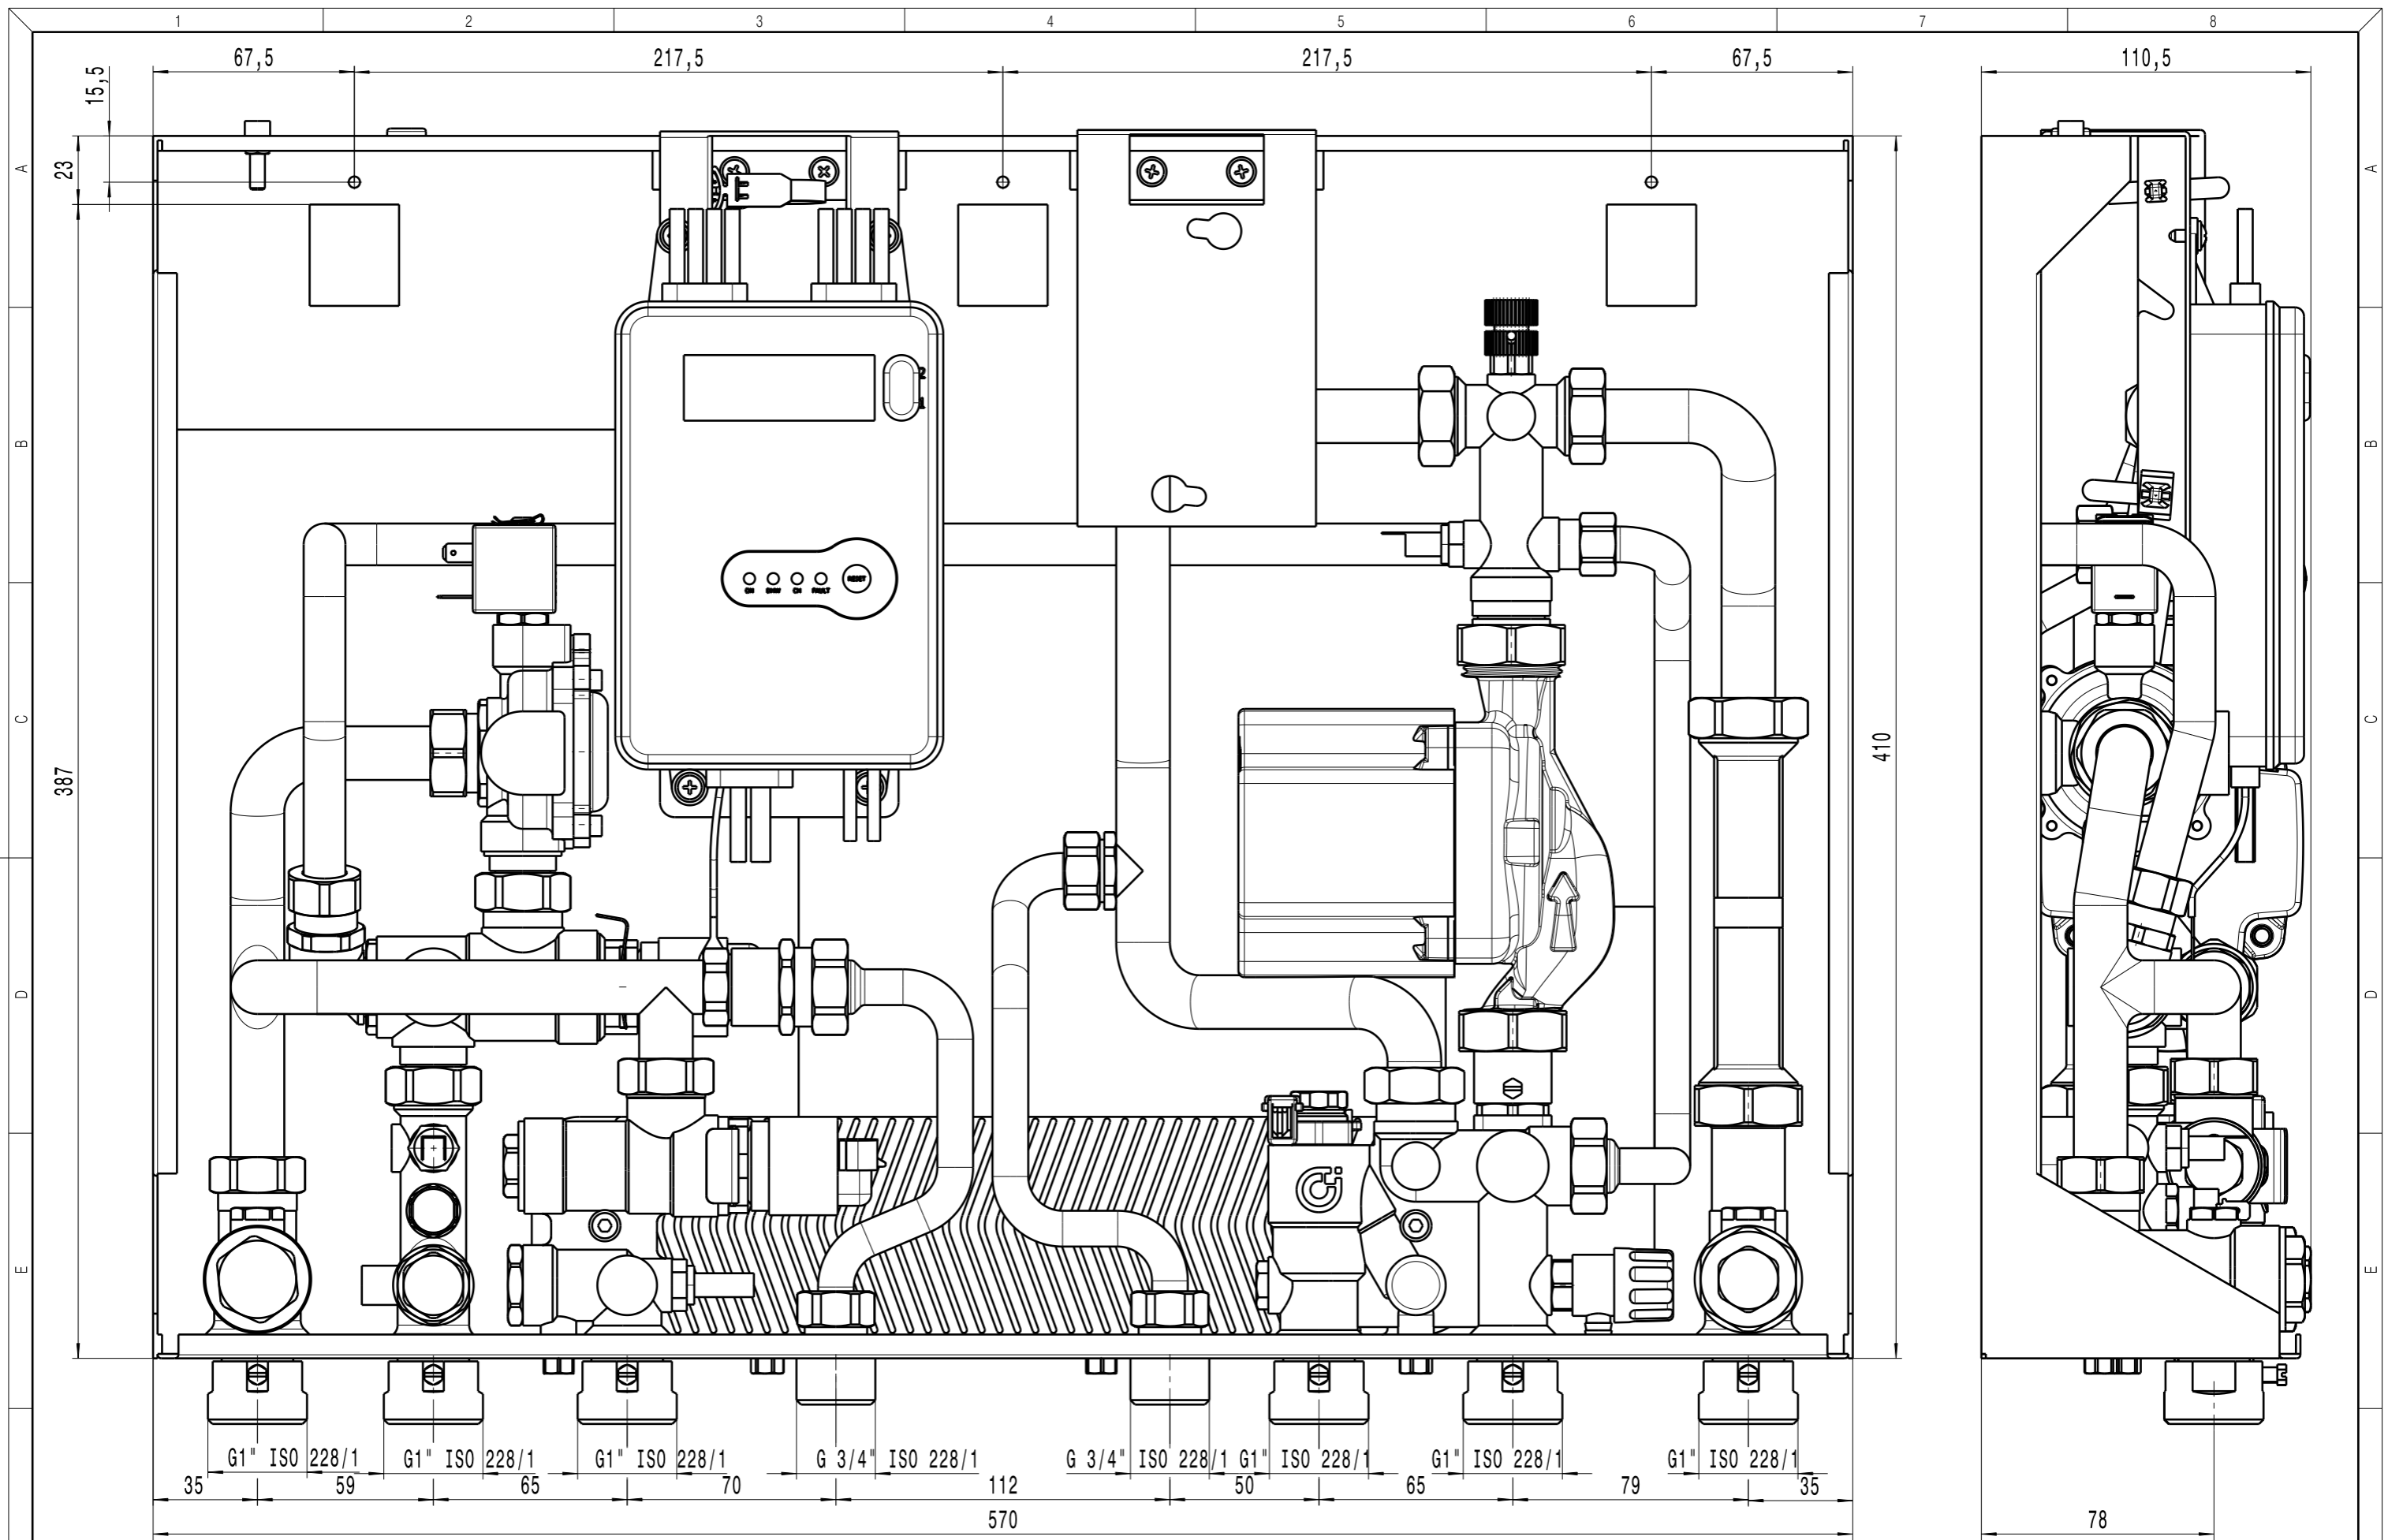 1 2 3 4 5 6 7 8
67,5 217,5 217,5 67,5 110,5
15,5
A 23 A
2
B 1 B
RESET
DHW CH FAULT
C 387 410 C
D D
E E
G1" ISO 228/1 G1" ISO 228/1 G1" ISO 228/1 G 3/4" ISO 228/1 G 3/4" ISO 228/1 G1" ISO 228/1 G1" ISO 228/1 G1" ISO 228/1
35 59 65 70 112 50 65 79 35
570 78